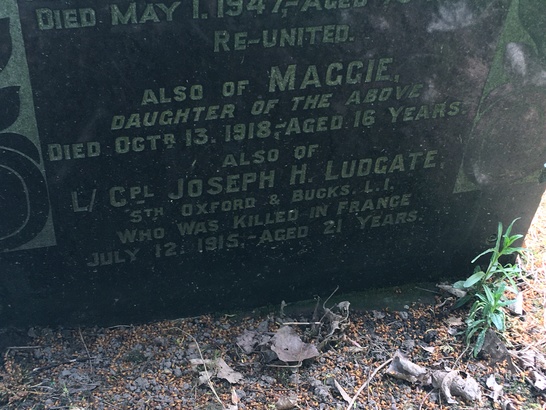 DIED MAY 1. 1947,-AGED
RE-UNITED.
ALSO OF MAGGIE,
DAUGHTER OF THE ABOVE
DIED OCTR 13. 1918,-AGED 16 YEARS.
ALSO OF
L/CPL JOSEPH H. LUDGATE,
5TH OXFORD & BUCKS. L.I.
WHO WAS KILLED IN FRANCE
JULY 12. 1915,-AGED 21 YEARS.